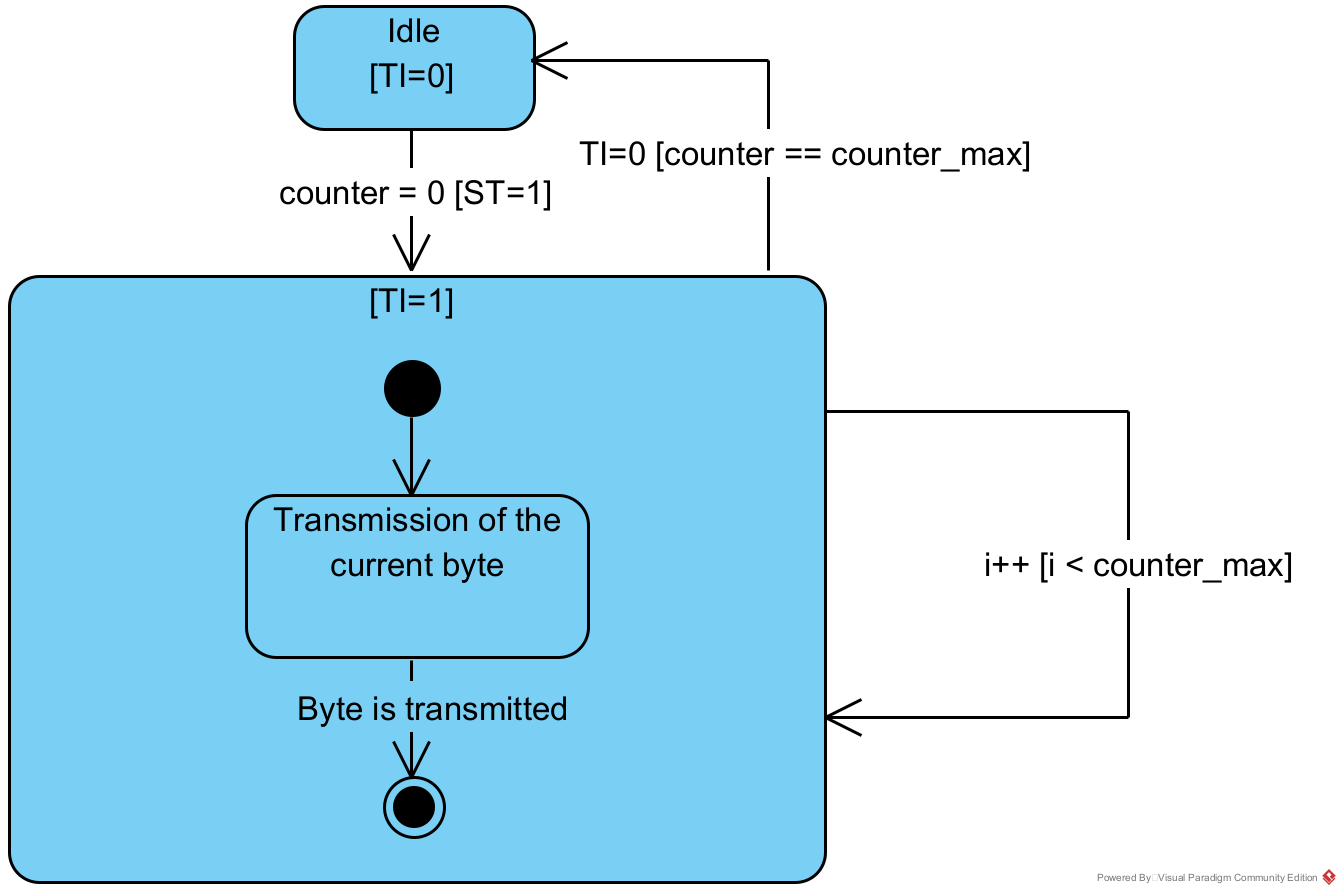 Idle
[TI=0]
TI=0 [counter == counter_max]
counter = 0 [ST=1]
[TI=1]
Transmission of the
current byte
i++ [i < counter_max]
Byte is transmitted
Powered By Visual Paradigm Community Edition